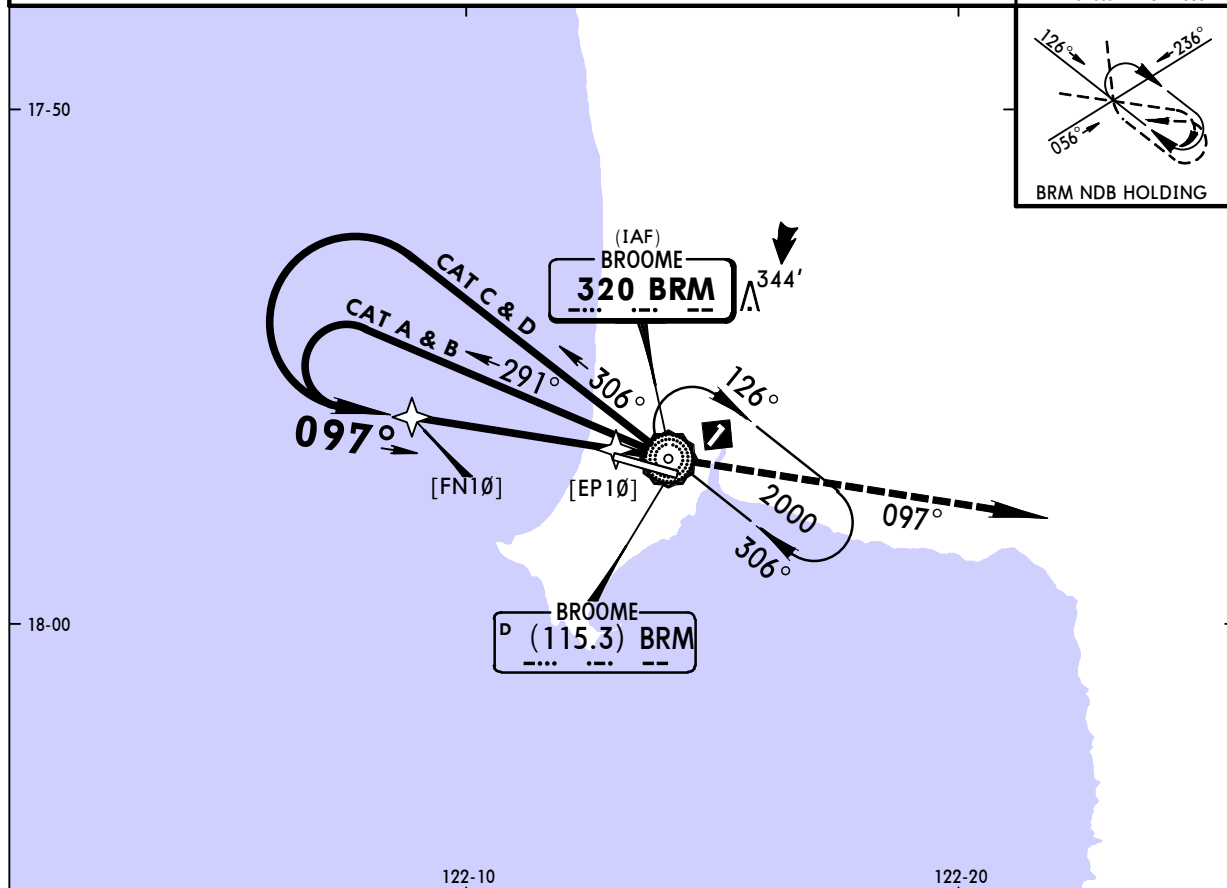 126°
236°
17-50
056°
BRM NDB HOLDING
(IAF)
BROOME
320 BRM
344'
CAT C & D
CAT A & B
291°
306°
126°
097°
[FN1Ø]
[EP1Ø]
2000
097°
306°
BROOME
D (115.3) BRM
18-00
122-10
122-20